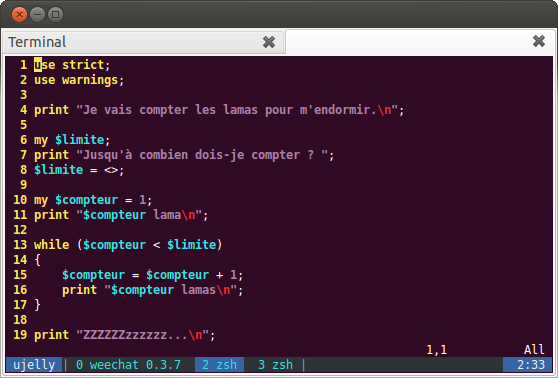 Terminal
1 use strict;
2 use warnings;
3
4 print "Je vais compter les lamas pour m'endormir.\n";
5
6 my $limite;
7 print "Jusqu'à combien dois-je compter ? ";
8 $limite = <>;
9
10 my $compteur = 1;
11 print "$compteur lama\n";
12
13 while ($compteur < $limite)
14 {
15     $compteur = $compteur + 1;
16     print "$compteur lamas\n";
17 }
18
19 print "ZZZZZZzzzzzz...\n";
1,1 All
ujelly | 0 weechat 0.3.7 2 zsh 3 zsh | 2:33